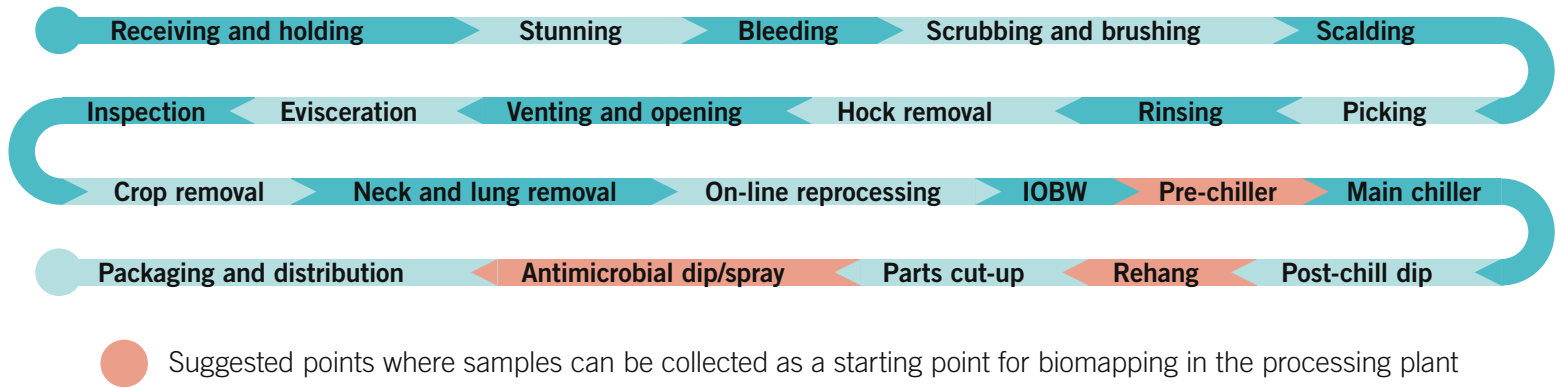 Receiving and holding Stunning Bleeding Scrubbing and brushing Scalding
Inspection Evisceration Venting and opening Hock removal Rinsing Picking
Crop removal Neck and lung removal On-line reprocessing IOBW Pre-chiller Main chiller
Packaging and distribution Antimicrobial dip/spray Parts cut-up Rehang Post-chill dip
Suggested points where samples can be collected as a starting point for biomapping in the processing plant